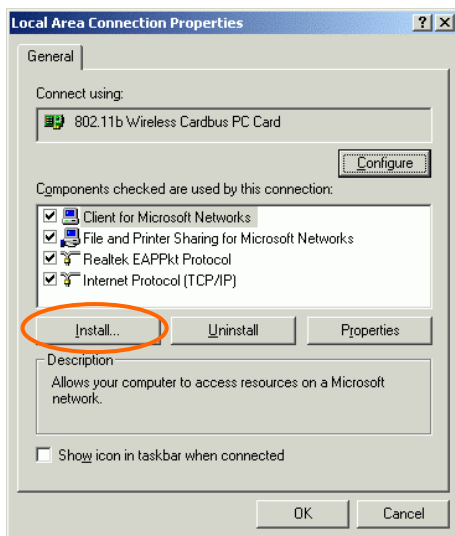 Local Area Connection Properties
General
Connect using:
802.11b Wireless Cardbus PC Card
Configure
Components checked are used by this connection:
Client for Microsoft Networks
File and Printer Sharing for Microsoft Networks
Realtek EAPPkt Protocol
Internet Protocol (TCP/IP)
Install... Uninstall Properties
Description
Allows your computer to access resources on a Microsoft
network.
Show icon in taskbar when connected
OK Cancel